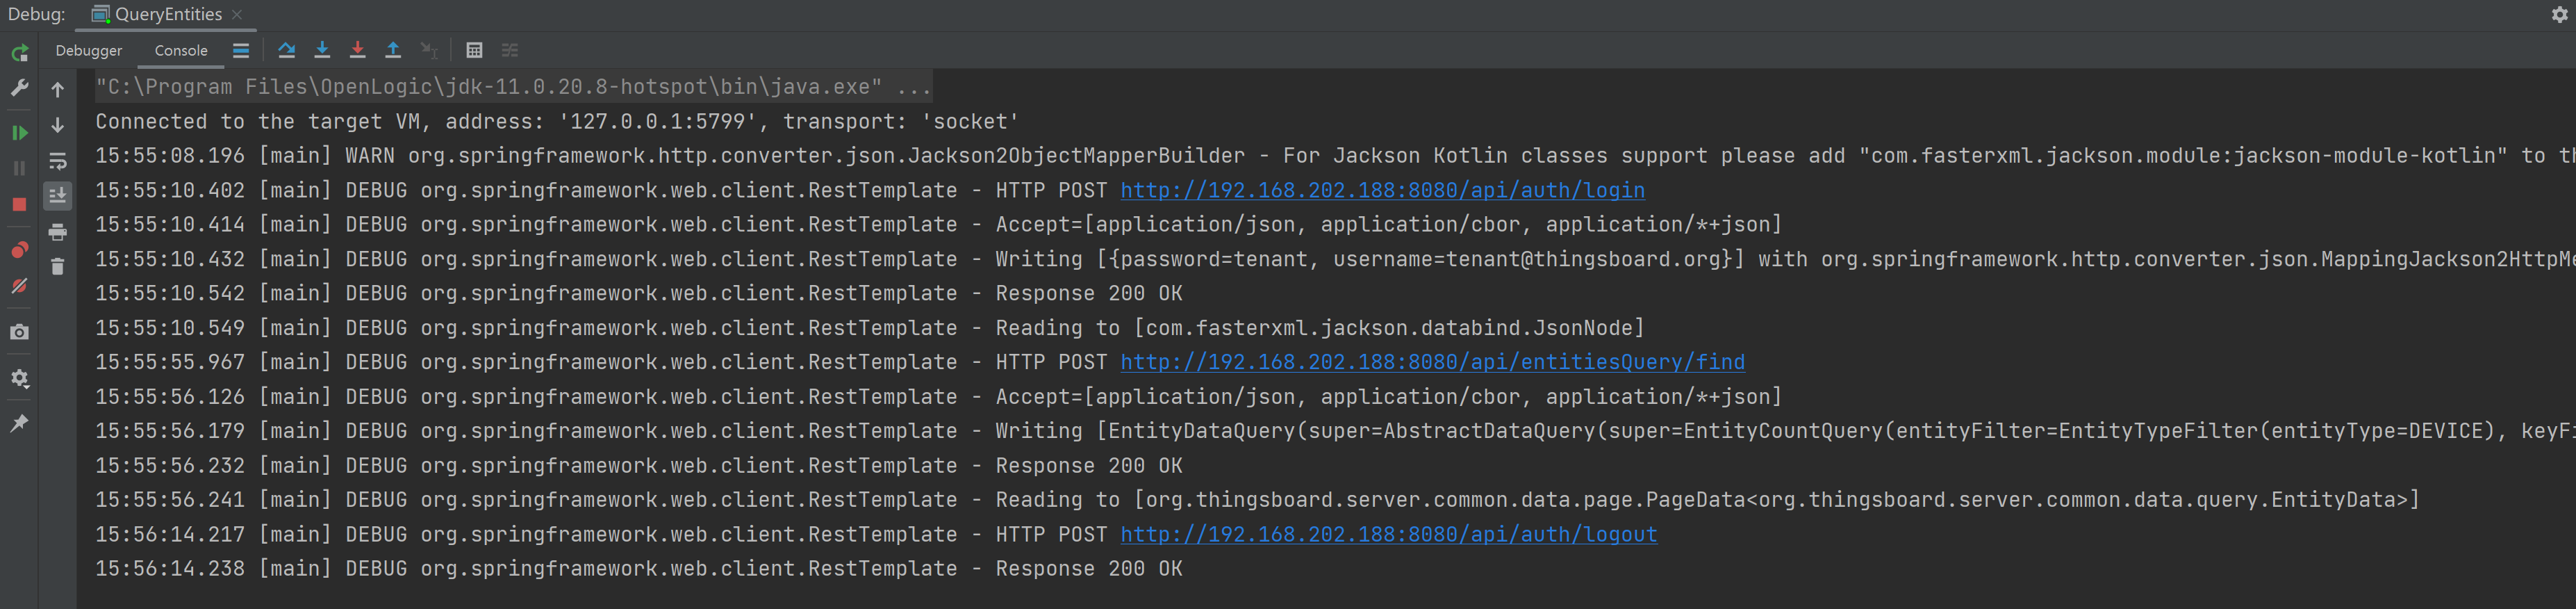 Debug: QueryEntities
Debugger Console
"C:\Program Files\OpenLogic\jdk-11.0.20.8-hotspot\bin\java.exe" ...
Connected to the target VM, address: '127.0.0.1:5799', transport: 'socket'
15:55:08.196 [main] WARN org.springframework.http.converter.json.Jackson2ObjectMapperBuilder - For Jackson Kotlin classes support please add "com.fasterxml.jackson.module:jackson-module-kotlin" to th
15:55:10.402 [main] DEBUG org.springframework.web.client.RestTemplate - HTTP POST http://192.168.202.188:8080/api/auth/login
15:55:10.414 [main] DEBUG org.springframework.web.client.RestTemplate - Accept=[application/json, application/cbor, application/*+json]
15:55:10.432 [main] DEBUG org.springframework.web.client.RestTemplate - Writing [{password=tenant, username=tenant@thingsboard.org}] with org.springframework.http.converter.json.MappingJackson2HttpMe
15:55:10.542 [main] DEBUG org.springframework.web.client.RestTemplate - Response 200 OK
15:55:10.549 [main] DEBUG org.springframework.web.client.RestTemplate - Reading to [com.fasterxml.jackson.databind.JsonNode]
15:55:55.967 [main] DEBUG org.springframework.web.client.RestTemplate - HTTP POST http://192.168.202.188:8080/api/entitiesQuery/find
15:55:56.126 [main] DEBUG org.springframework.web.client.RestTemplate - Accept=[application/json, application/cbor, application/*+json]
15:55:56.179 [main] DEBUG org.springframework.web.client.RestTemplate - Writing [EntityDataQuery(super=AbstractDataQuery(super=EntityCountQuery(entityFilter=EntityTypeFilter(entityType=DEVICE), keyFi
15:55:56.232 [main] DEBUG org.springframework.web.client.RestTemplate - Response 200 OK
15:55:56.241 [main] DEBUG org.springframework.web.client.RestTemplate - Reading to [org.thingsboard.server.common.data.page.PageData<org.thingsboard.server.common.data.query.EntityData>]
15:56:14.217 [main] DEBUG org.springframework.web.client.RestTemplate - HTTP POST http://192.168.202.188:8080/api/auth/logout
15:56:14.238 [main] DEBUG org.springframework.web.client.RestTemplate - Response 200 OK